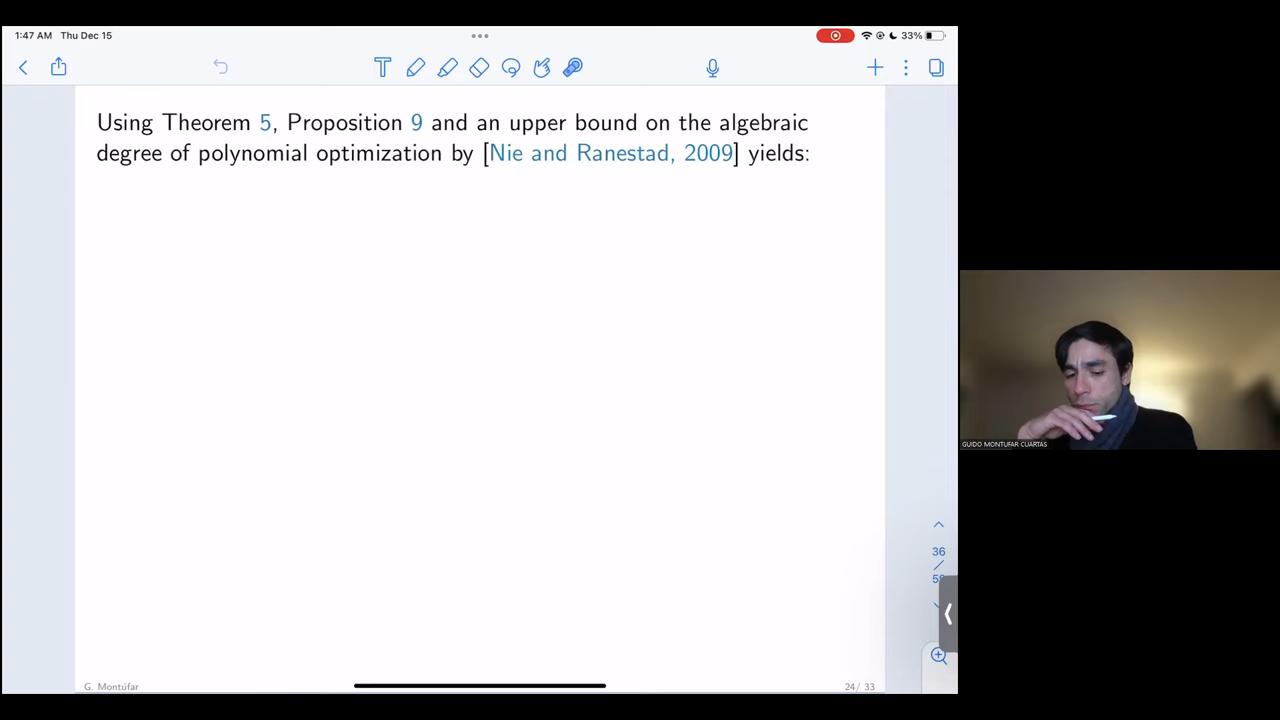 1:47 AM Thu Dec 15
33%
Using Theorem 5, Proposition 9 and an upper bound on the algebraic
degree of polynomial optimization by [Nie and Ranestad, 2009] yields:
GUIDO MONTUFAR CUARTAS
36
G. Montúfar
24/ 33